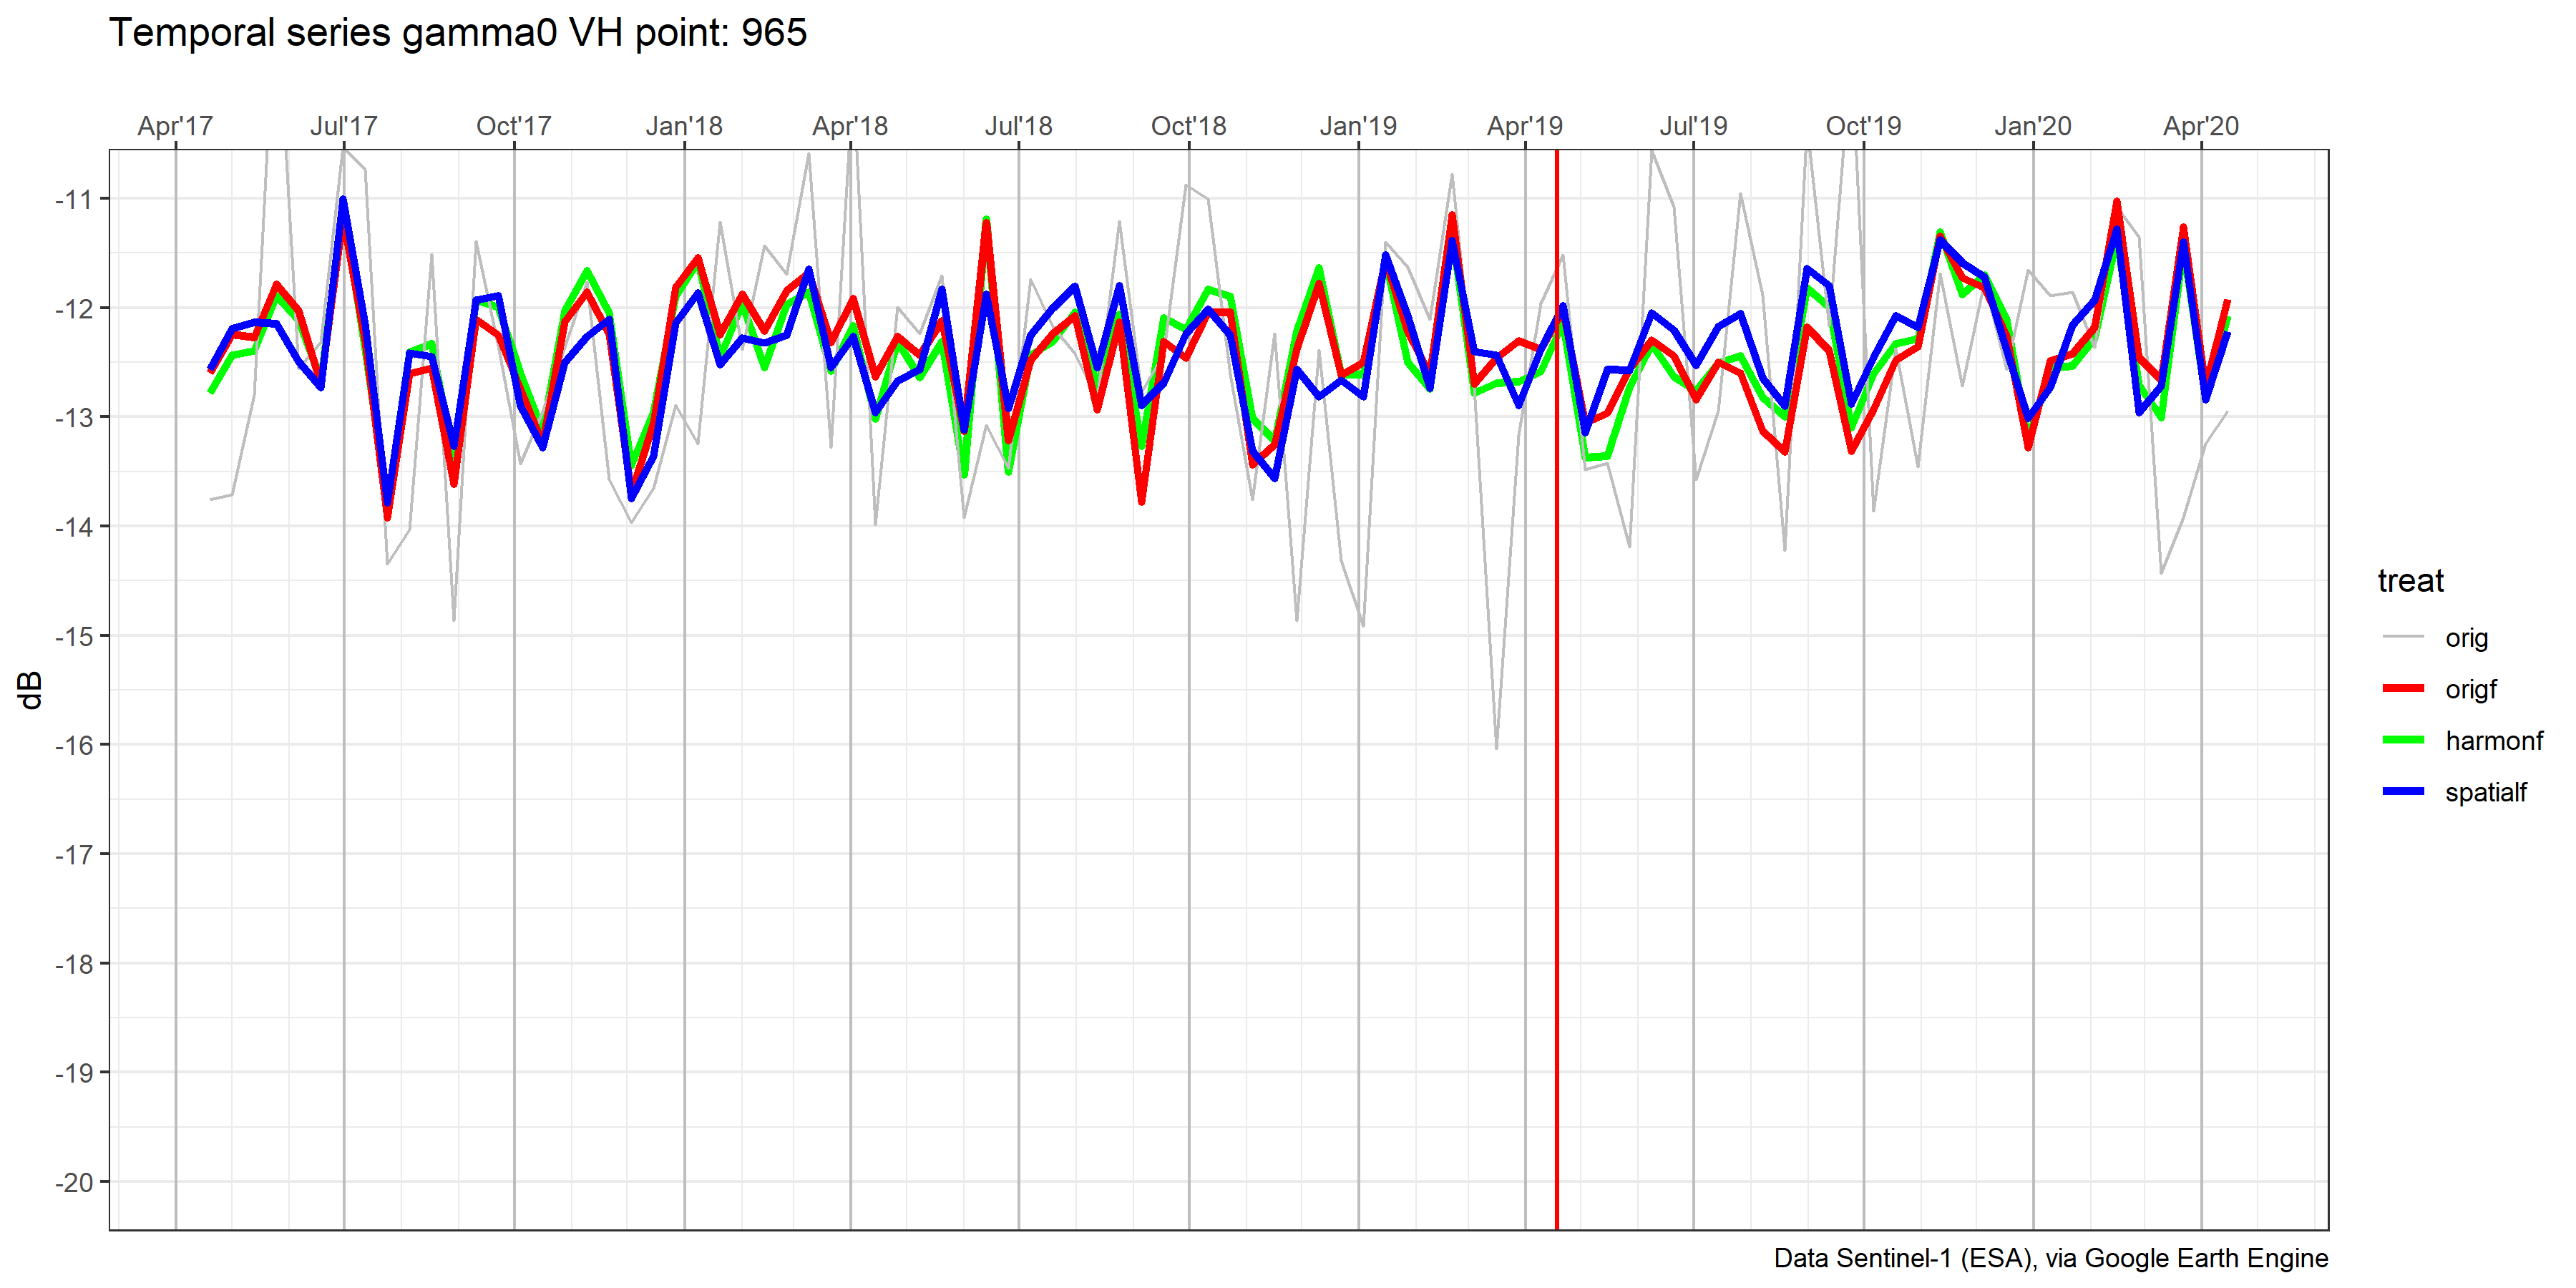 Temporal series gamma0 VH point: 965
Apr'17 Jul'17 Oct'17 Jan'18 Apr'18 Jul'18 Oct'18 Jan'19 Apr'19 Jul'19 Oct'19 Jan'20 Apr'20
-11
-12
-13
-14
-15
-16
-17
-18
-19
-20
dB
treat
orig
origf
harmonf
spatialf
Data Sentinel-1 (ESA), via Google Earth Engine